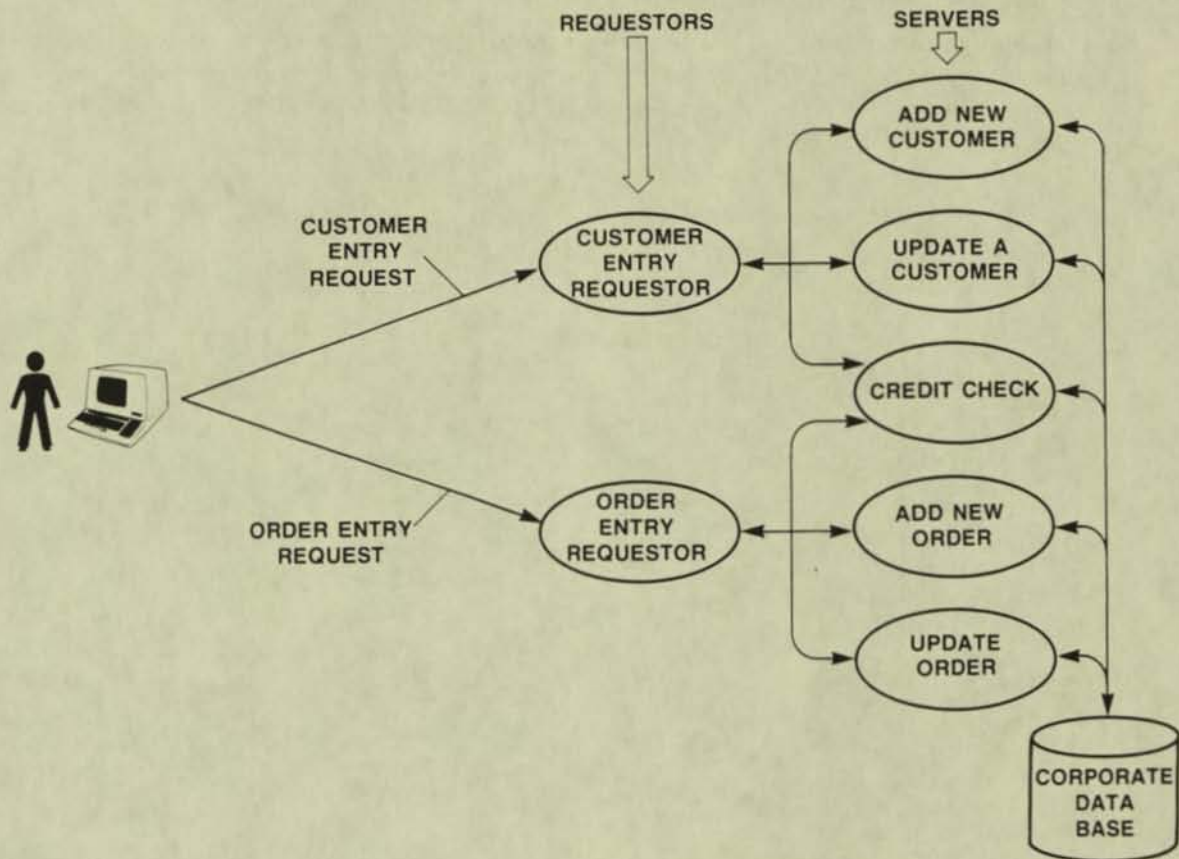 REQUESTORS
SERVERS
ADD NEW
CUSTOMER
CUSTOMER
ENTRY
REQUEST
CUSTOMER
ENTRY
REQUESTOR
UPDATE A
CUSTOMER
CREDIT CHECK
ORDER ENTRY
REQUEST
ORDER
ENTRY
REQUESTOR
ADD NEW
ORDER
UPDATE
ORDER
CORPORATE
DATA
BASE